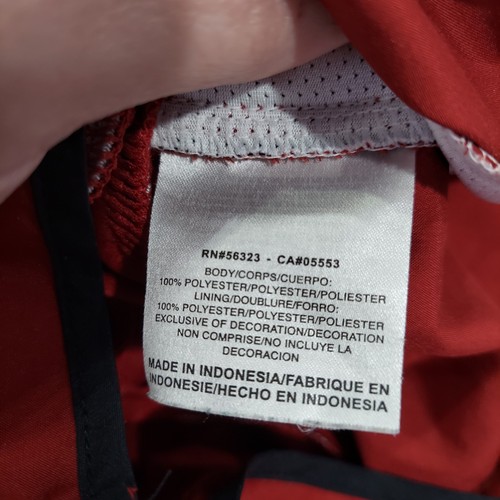 RN#56323 - CA#05553
BODY/CORPS/CUERPO:
100% POLYESTER/POLYESTER/POLIESTER
LINING/DOUBLURE/FORRO:
100% POLYESTER/POLYESTER/POLIESTER
EXCLUSIVE OF DECORATION/DECORATION
NON COMPRISE/NO INCLUYE LA
DECORACION
MADE IN INDONESIA/FABRIQUE EN
INDONESIE/HECHO EN INDONESIA